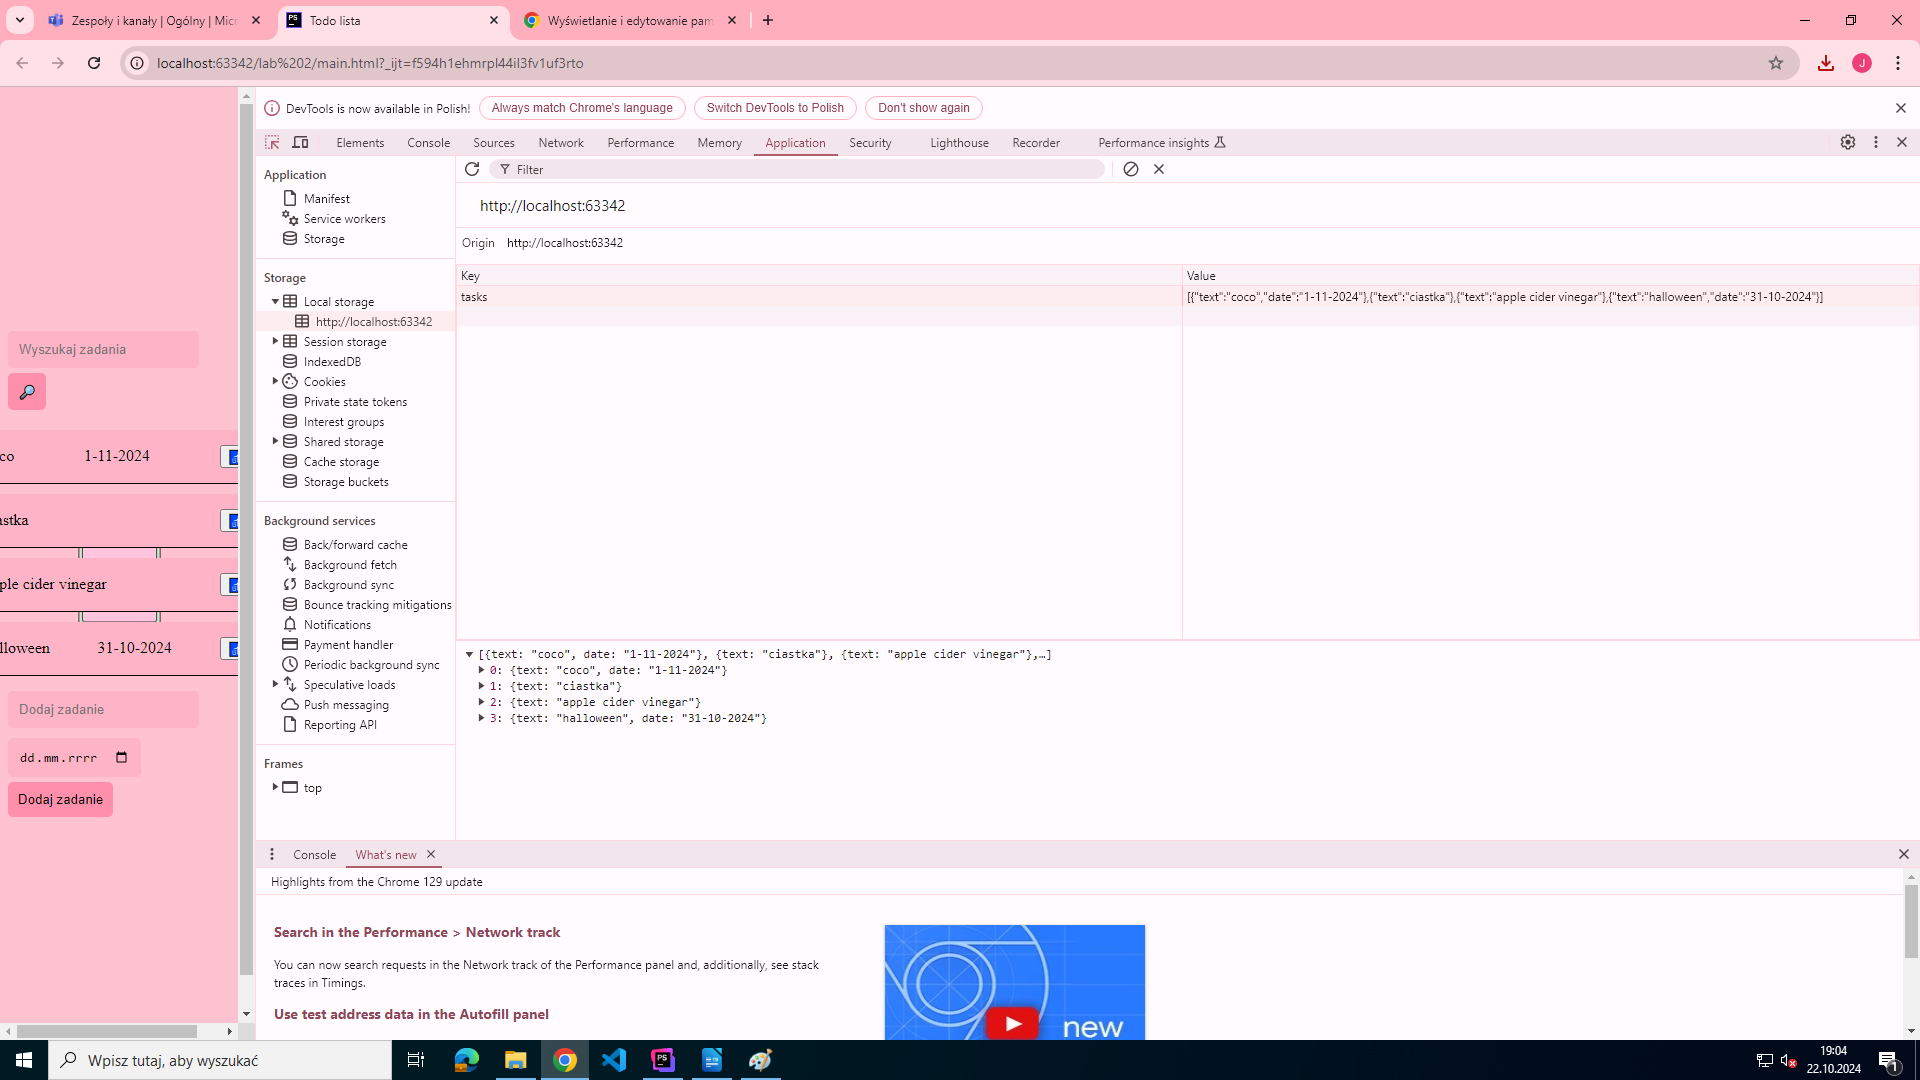 Zespoły i kanały | Ogólny | Micr
Todo lista
Wyświetlanie i edytowanie pam
localhost:63342/lab%202/main.html?_ijt=f594h1ehmrpl44il3fv1uf3rto
J
DevTools is now available in Polish!
Always match Chrome's language
Switch DevTools to Polish
Don't show again
Elements
Console
Sources
Network
Performance
Memory
Application
Security
Lighthouse
Recorder
Performance insights
Application
Manifest
Service workers
Storage
Storage
Local storage
http://localhost:63342
Session storage
IndexedDB
Cookies
Private state tokens
Interest groups
Shared storage
Cache storage
Storage buckets
Background services
Back/forward cache
Background fetch
Background sync
Bounce tracking mitigations
Notifications
Payment handler
Periodic background sync
Speculative loads
Push messaging
Reporting API
Frames
top
Filter
http://localhost:63342
Origin http://localhost:63342
Key
Value
tasks
[{"text":"coco","date":"1-11-2024"},{"text":"ciastka"},{"text":"apple cider vinegar"},{"text":"halloween","date":"31-10-2024"}]
[{text: "coco", date: "1-11-2024"}, {text: "ciastka"}, {text: "apple cider vinegar"},…]
0: {text: "coco", date: "1-11-2024"}
1: {text: "ciastka"}
2: {text: "apple cider vinegar"}
3: {text: "halloween", date: "31-10-2024"}
Wyszukaj zadania
co 1-11-2024
astka
ple cider vinegar
lloween 31-10-2024
Dodaj zadanie
dd.mm.rrrr
Dodaj zadanie
Console
What's new
Highlights from the Chrome 129 update
Search in the Performance > Network track
You can now search requests in the Network track of the Performance panel and, additionally, see stack
traces in Timings.
Use test address data in the Autofill panel
new
Wpisz tutaj, aby wyszukać
PS
19:04
22.10.2024
1